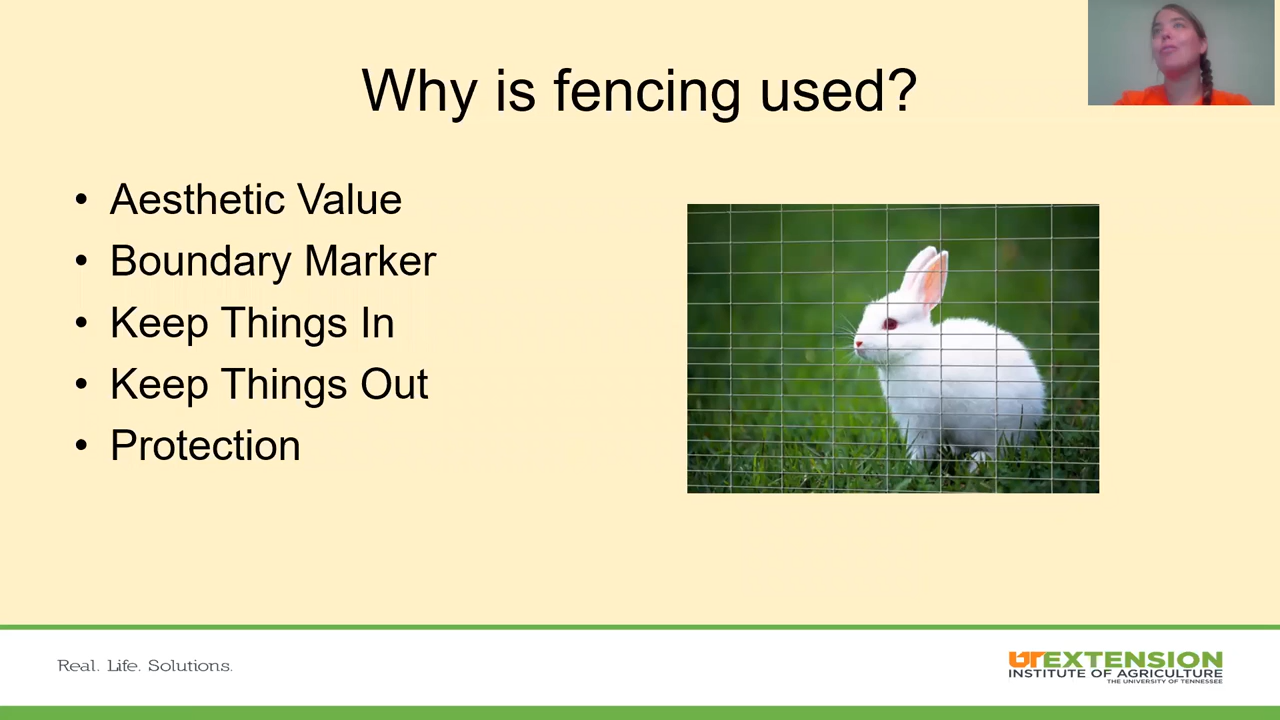 Why is fencing used?
• Aesthetic Value
• Boundary Marker
• Keep Things In
• Keep Things Out
• Protection
Real. Life. Solutions.
UTEXTENSION
INSTITUTE OF AGRICULTURE
THE UNIVERSITY OF TENNESSEE